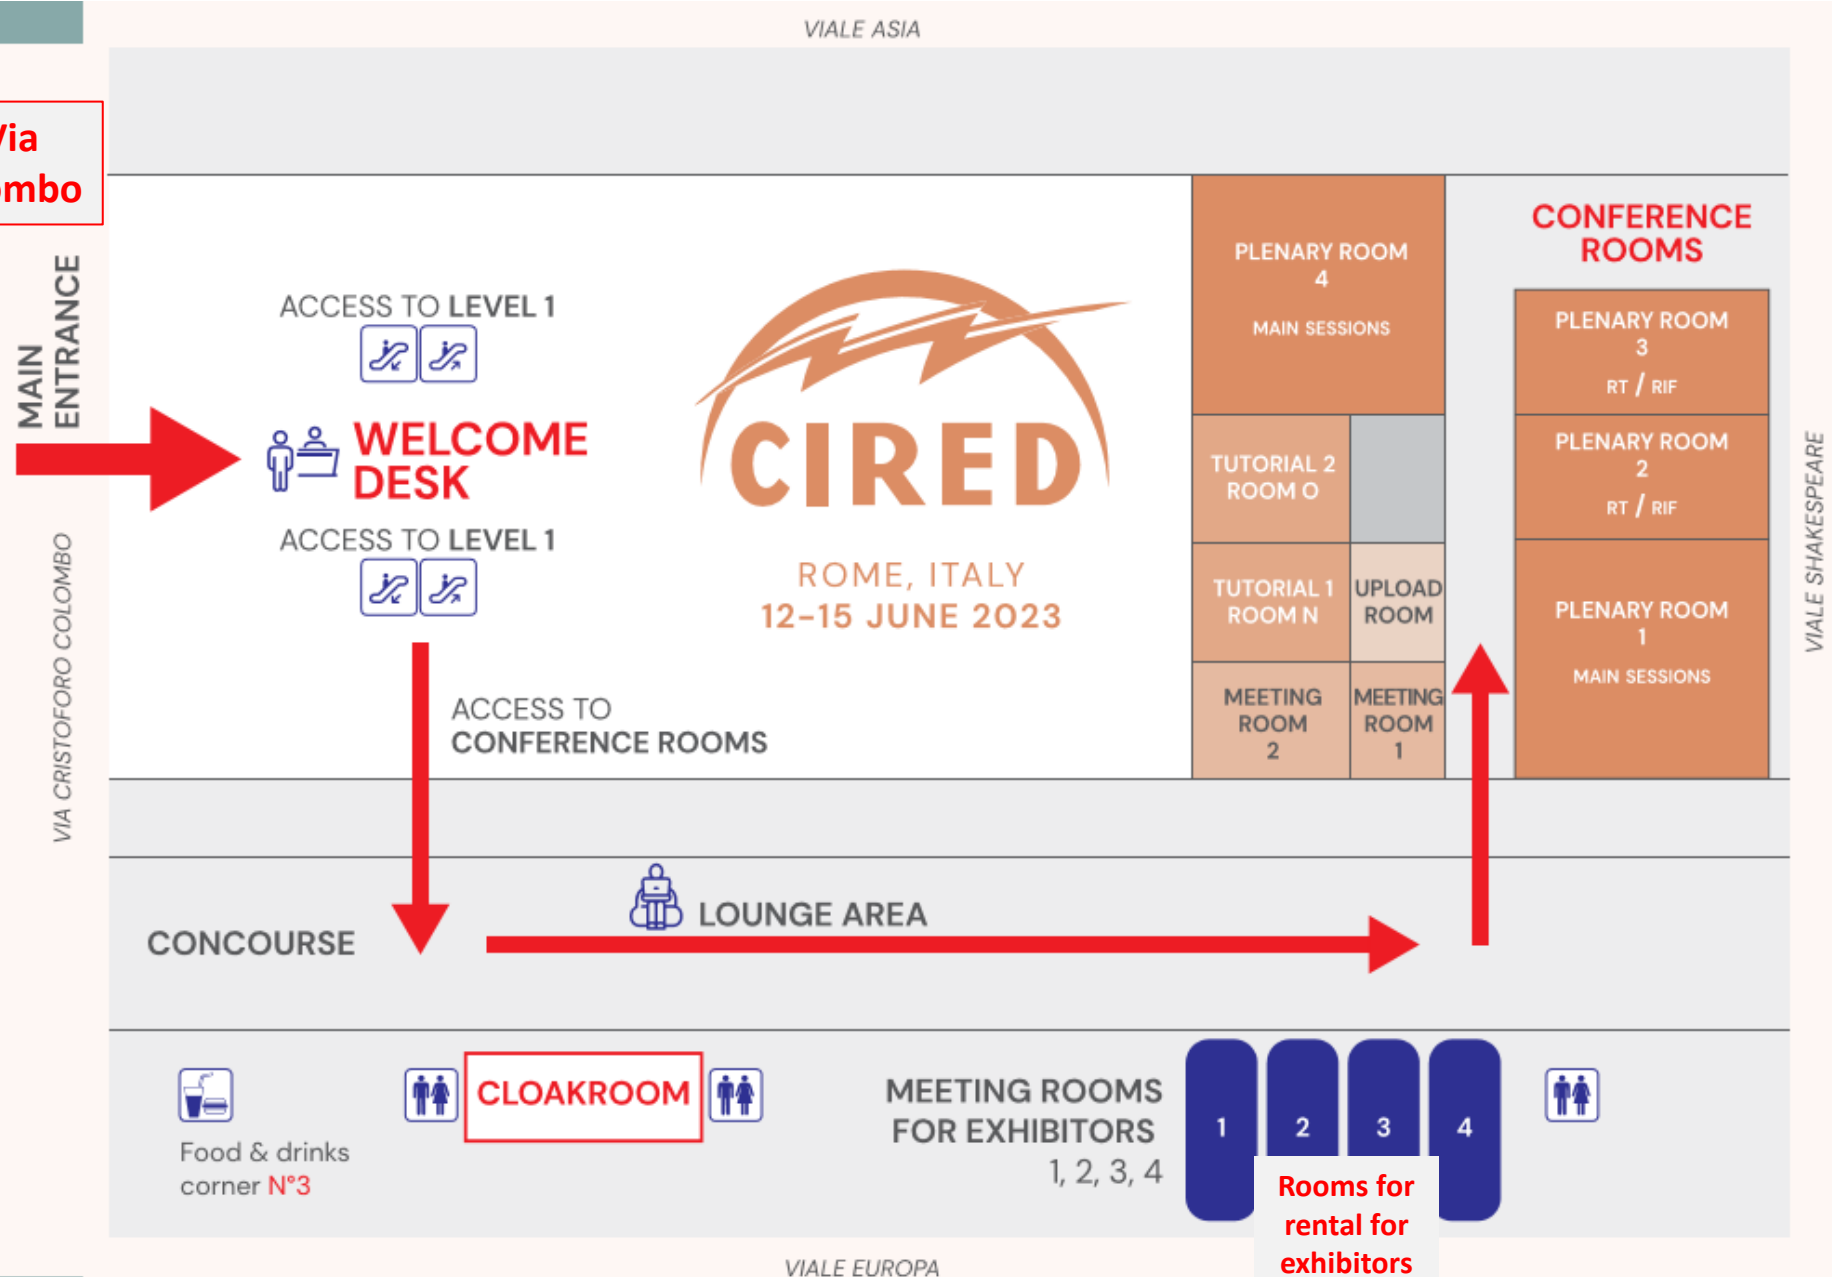 VIALE ASIA
Via
ombo
MAIN
ENTRANCE
VIA CRISTOFORO COLOMBO
ACCESS TO LEVEL 1
WELCOME
DESK
ACCESS TO LEVEL 1
ACCESS TO
CONFERENCE ROOMS
CIRED
ROME, ITALY
12–15 JUNE 2023
PLENARY ROOM
4
MAIN SESSIONS
TUTORIAL 2
ROOM O
TUTORIAL 1
ROOM N
UPLOAD
ROOM
MEETING
ROOM
2
MEETING
ROOM
1
CONFERENCE
ROOMS
PLENARY ROOM
3
RT / RIF
PLENARY ROOM
2
RT / RIF
PLENARY ROOM
1
MAIN SESSIONS
VIALE SHAKESPEARE
LOUNGE AREA
CONCOURSE
Food & drinks
corner N°3
CLOAKROOM
MEETING ROOMS
FOR EXHIBITORS
1, 2, 3, 4
1
2
3
4
Rooms for
rental for
exhibitors
VIALE EUROPA